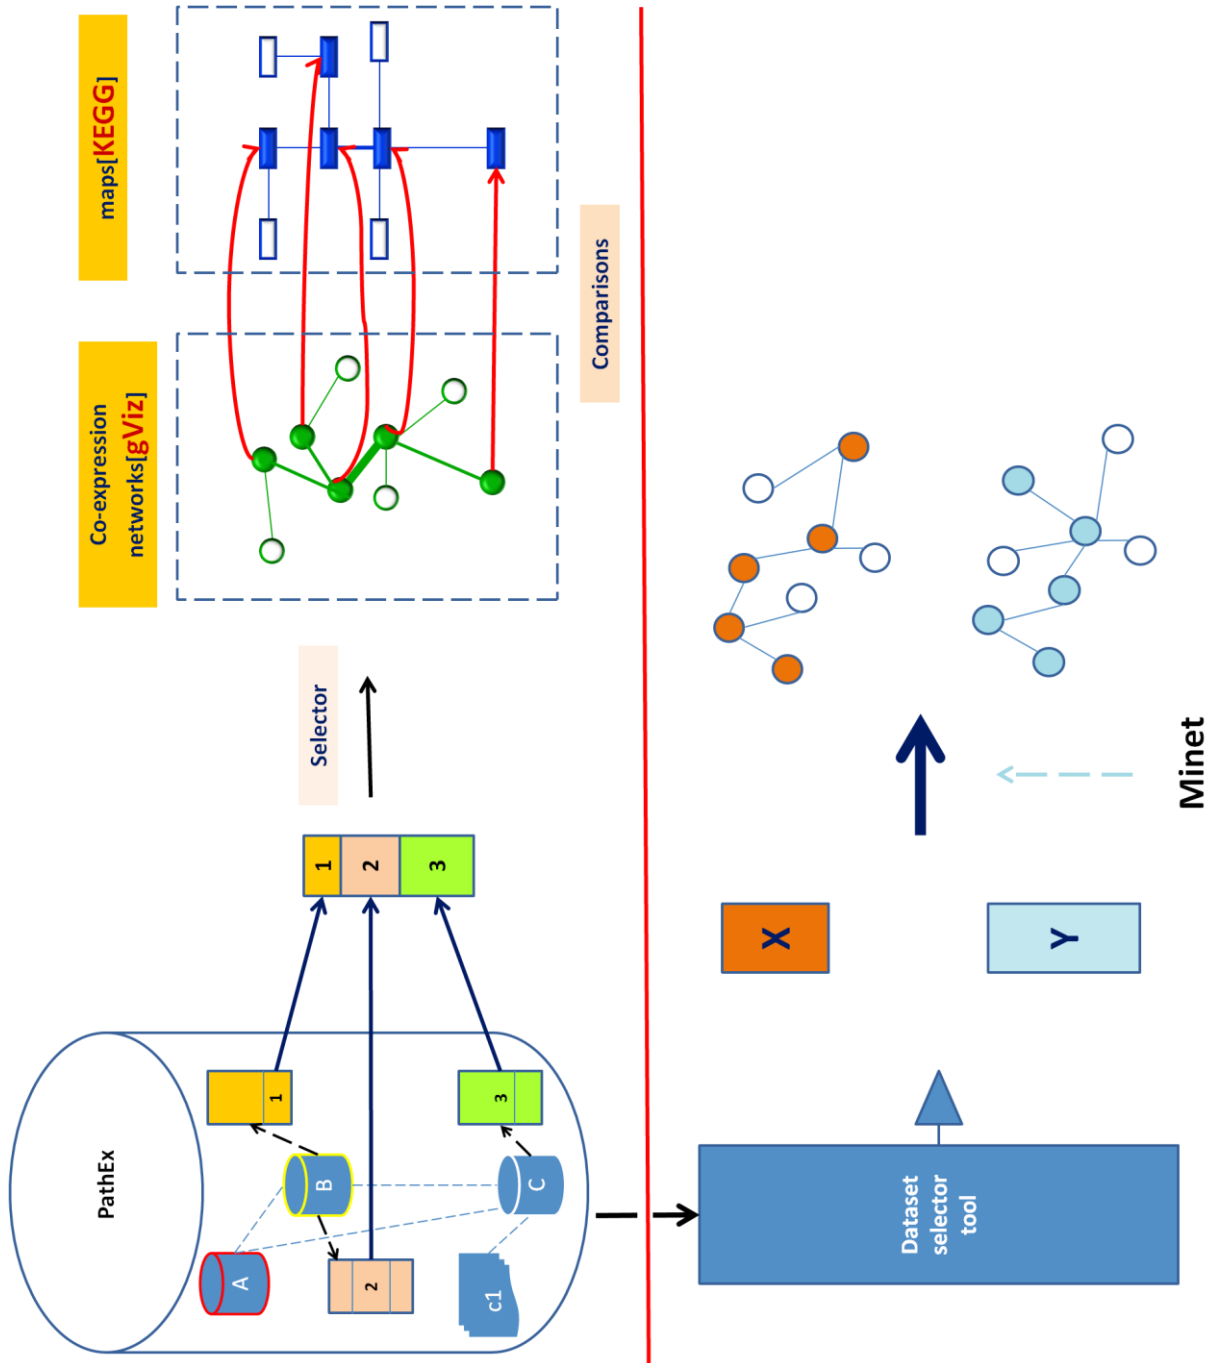 PathEx
A
B
C
c1
1
2
3
1
2
3
Selector
Co-expression
networks[gViz]
maps[KEGG]
Comparisons
Dataset
selector
tool
X
Y
Minet